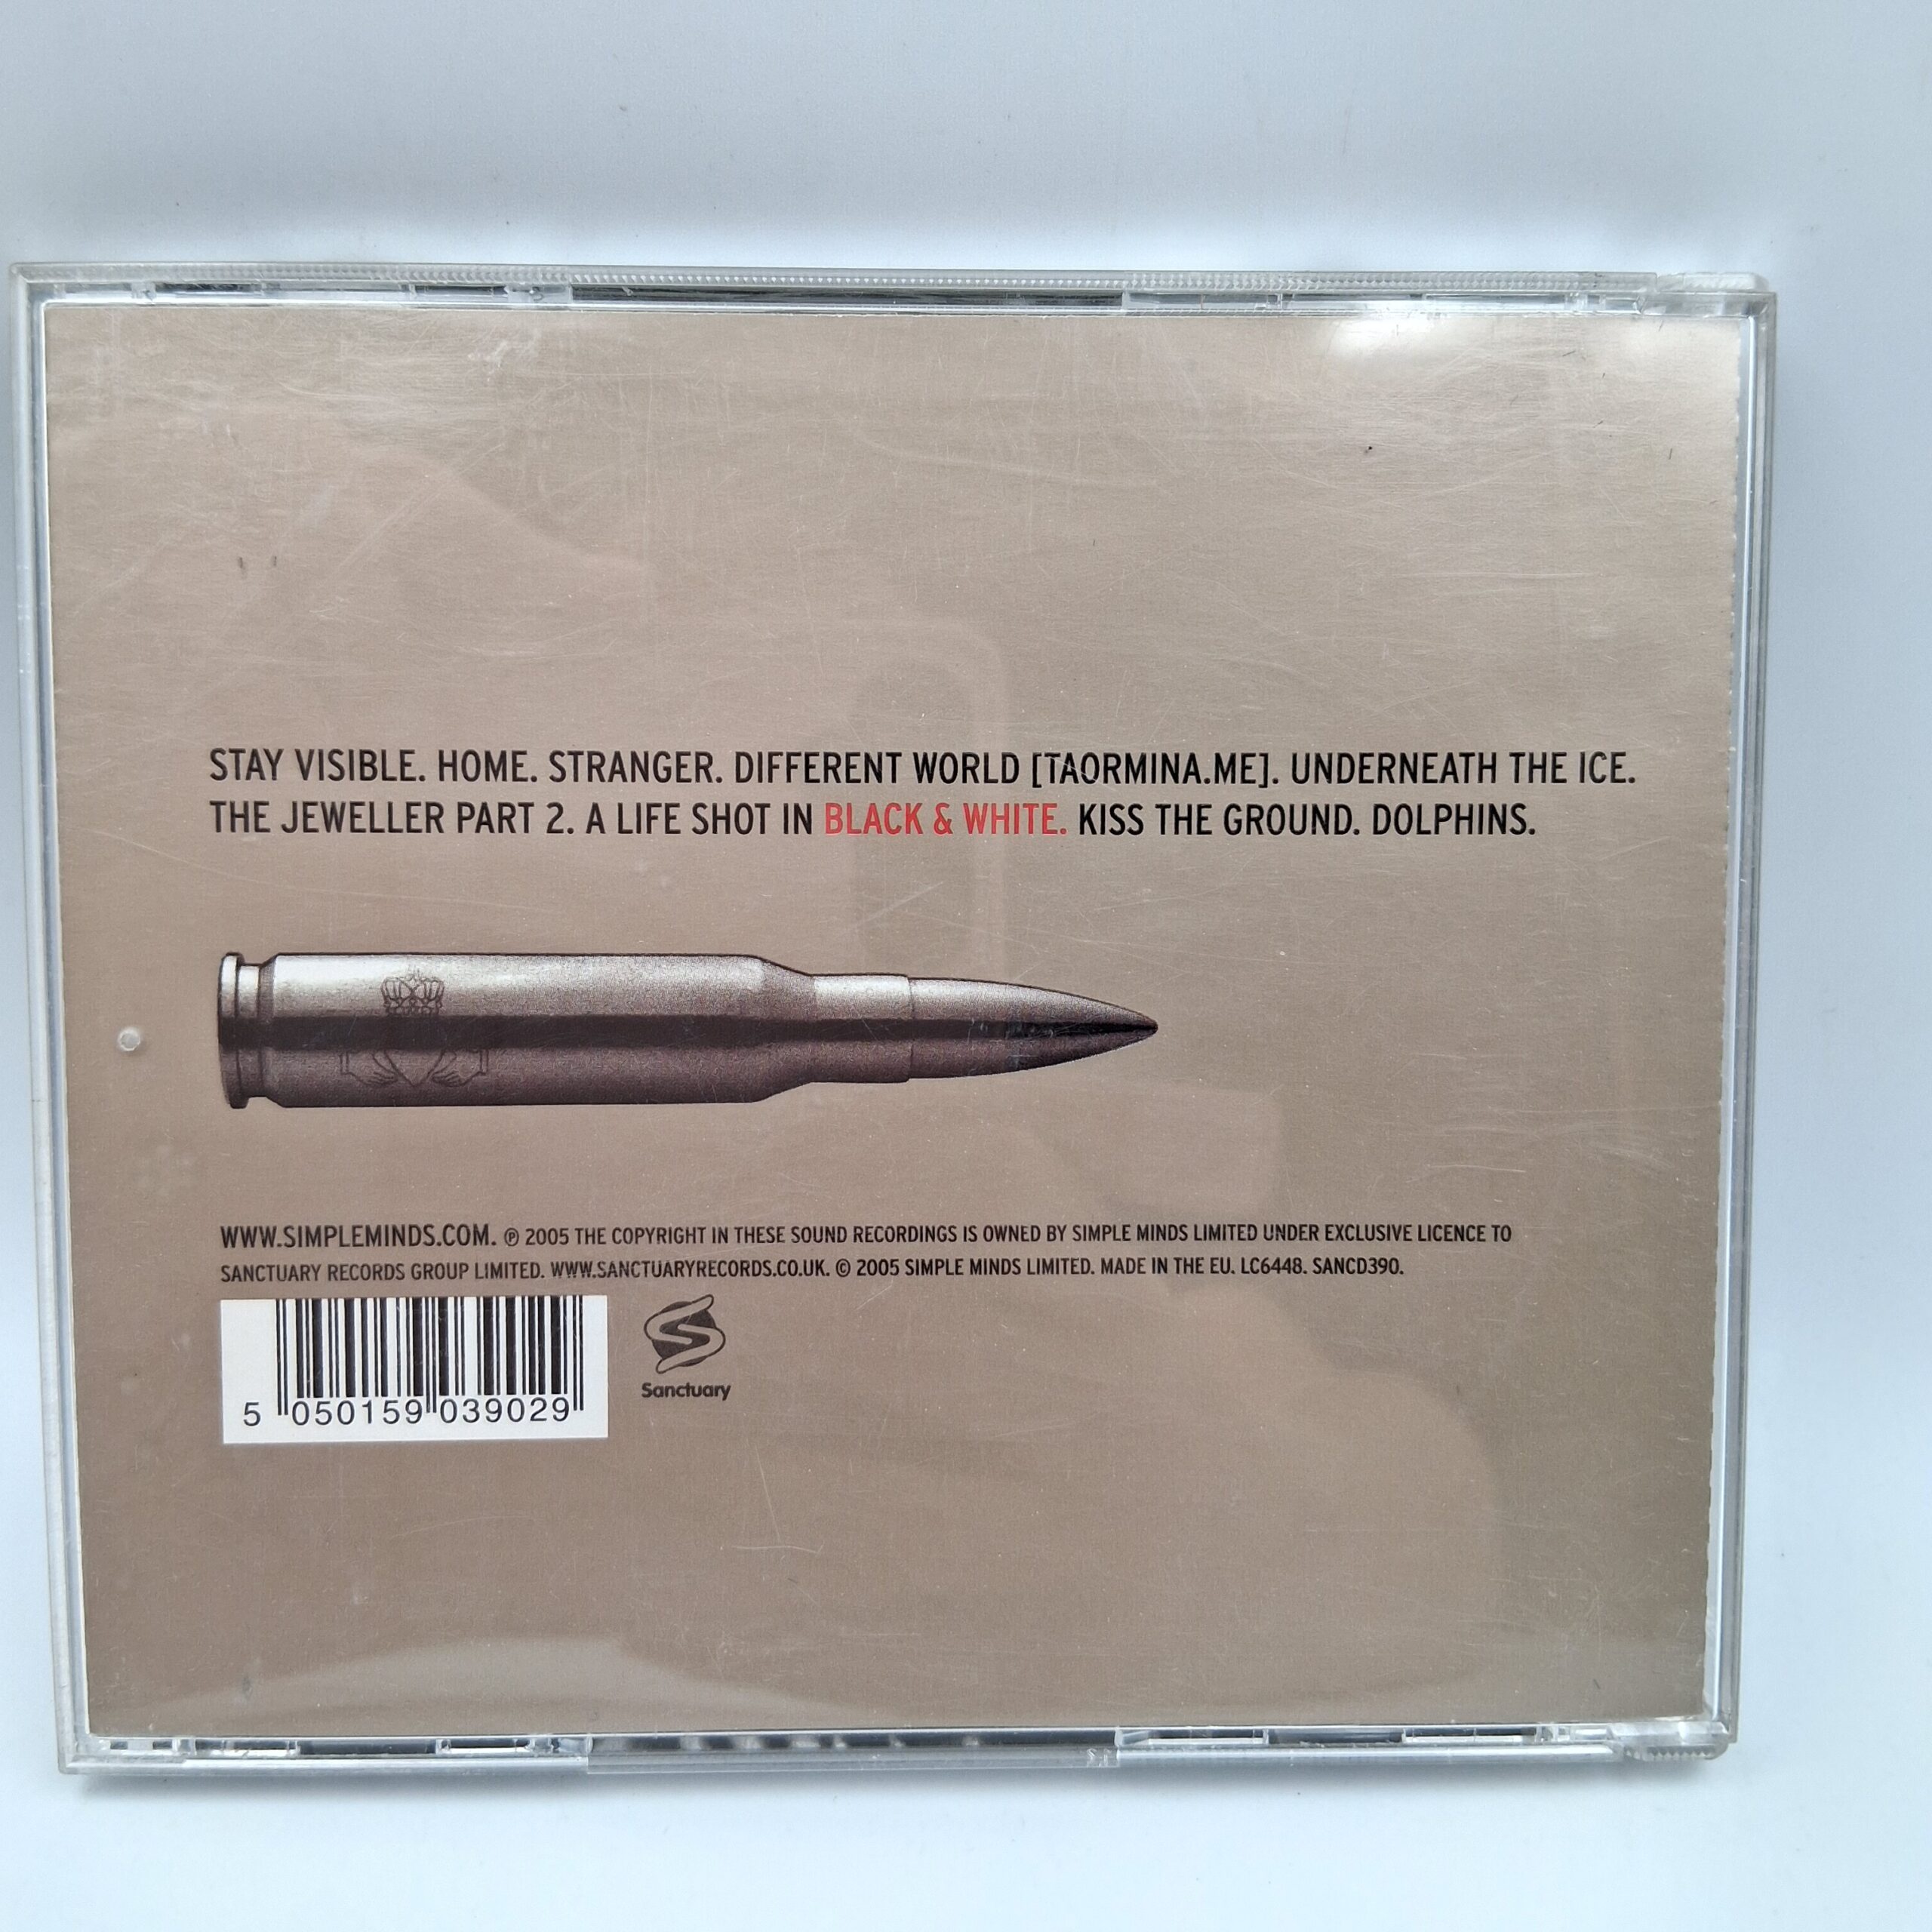 STAY VISIBLE. HOME. STRANGER. DIFFERENT WORLD [TAORMINA.ME]. UNDERNEATH THE ICE.
THE JEWELLER PART 2. A LIFE SHOT IN BLACK & WHITE. KISS THE GROUND. DOLPHINS.
WWW.SIMPLEMINDS.COM. ℗ 2005 THE COPYRIGHT IN THESE SOUND RECORDINGS IS OWNED BY SIMPLE MINDS LIMITED UNDER EXCLUSIVE LICENCE TO
SANCTUARY RECORDS GROUP LIMITED. WWW.SANCTUARYRECORDS.CO.UK. © 2005 SIMPLE MINDS LIMITED. MADE IN THE EU. LC6448. SANCD390.
Sanctuary
5 050159 039029